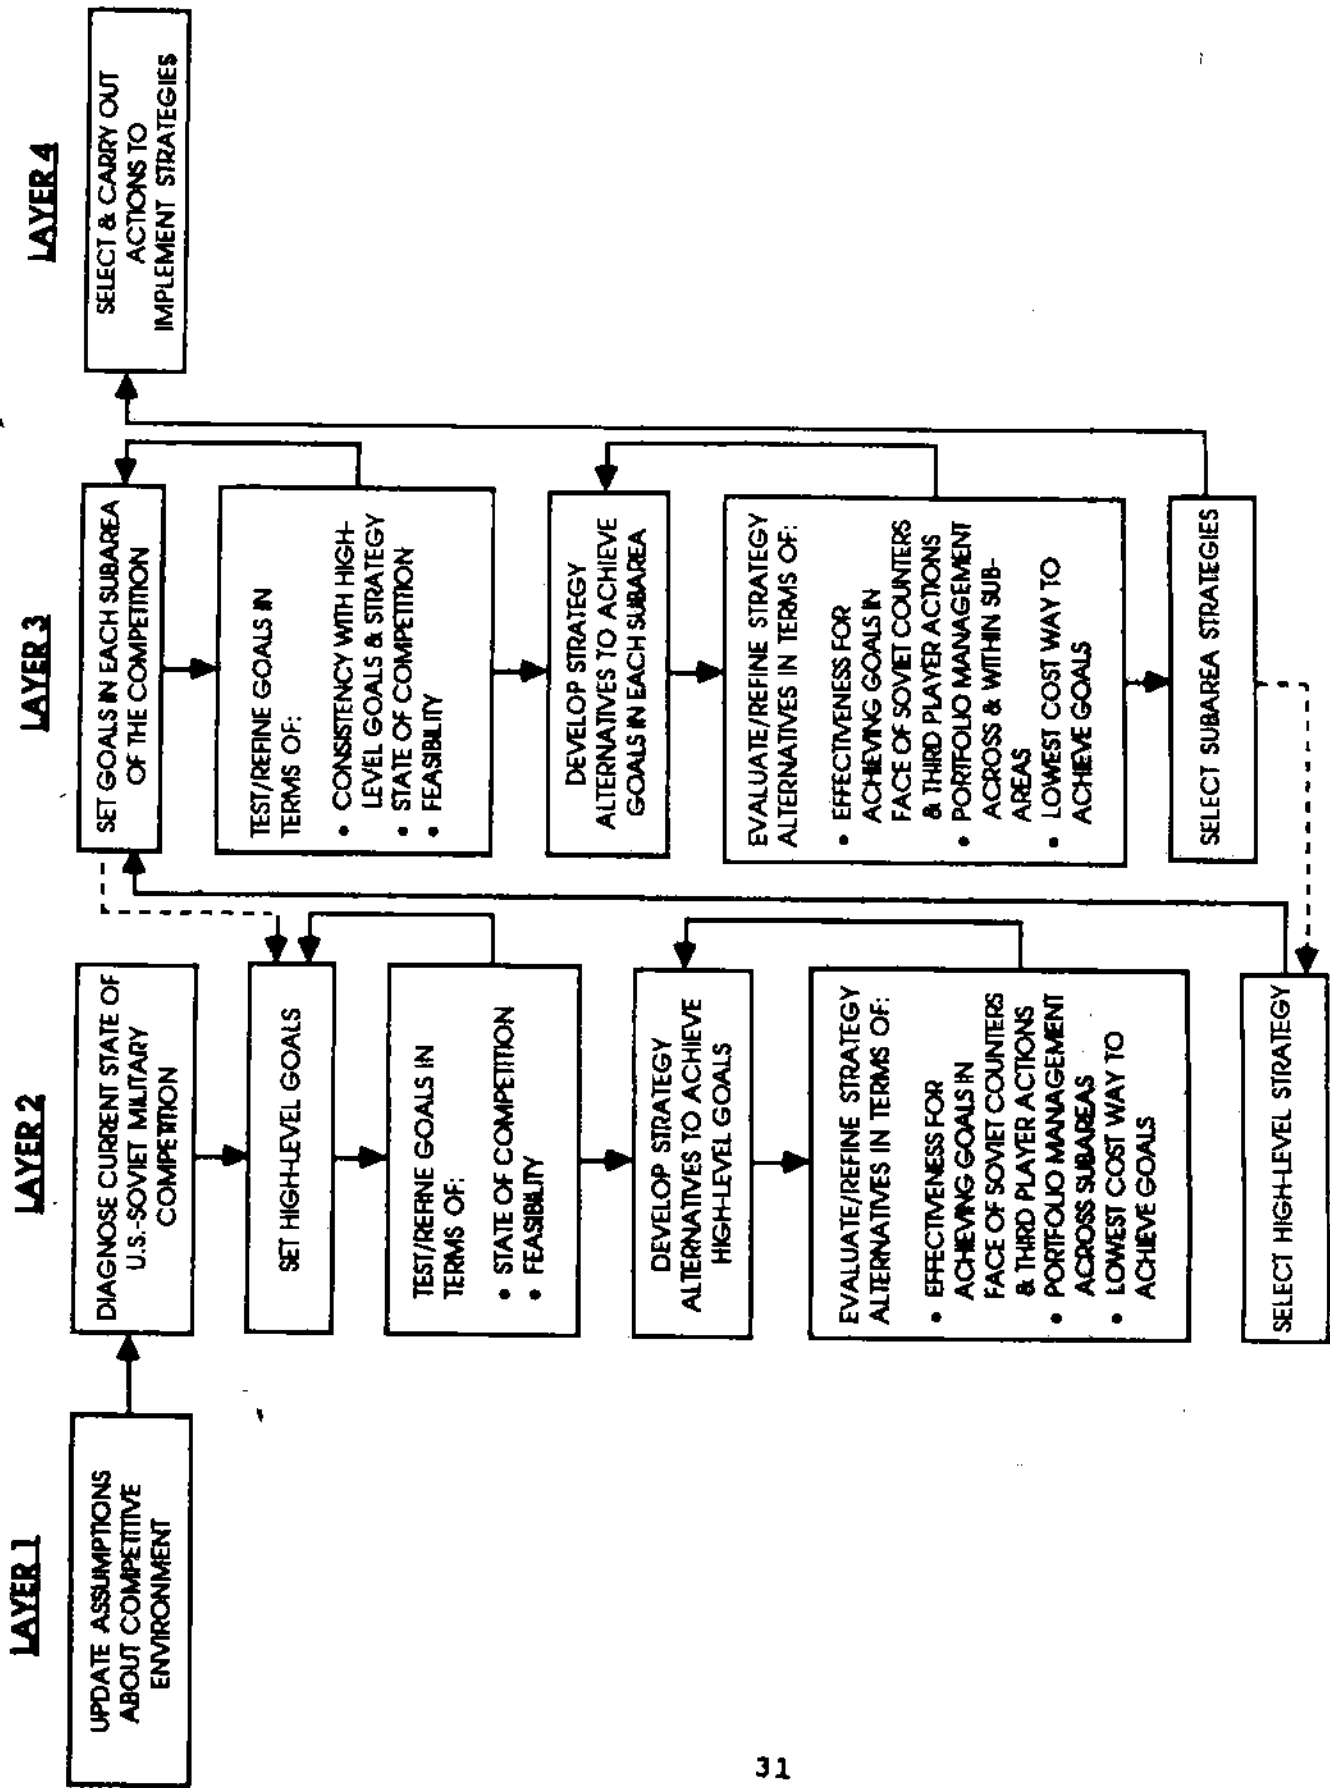 LAYER 1
UPDATE ASSUMPTIONS
ABOUT COMPETITIVE
ENVIRONMENT
LAYER 2
DIAGNOSE CURRENT STATE OF
U.S.-SOVIET MILITARY
COMPETITION
SET HIGH-LEVEL GOALS
TEST/REFINE GOALS IN
TERMS OF:
• STATE OF COMPETITION
• FEASIBILITY
DEVELOP STRATEGY
ALTERNATIVES TO ACHIEVE
HIGH-LEVEL GOALS
EVALUATE/REFINE STRATEGY
ALTERNATIVES IN TERMS OF:
• EFFECTIVENESS FOR
ACHIEVING GOALS IN
FACE OF SOVIET COUNTERS
& THIRD PLAYER ACTIONS
• PORTFOLIO MANAGEMENT
ACROSS SUBAREAS
• LOWEST COST WAY TO
ACHIEVE GOALS
SELECT HIGH-LEVEL STRATEGY
LAYER 3
SET GOALS IN EACH SUBAREA
OF THE COMPETITION
TEST/REFINE GOALS IN
TERMS OF:
• CONSISTENCY WITH HIGH-
LEVEL GOALS & STRATEGY
• STATE OF COMPETITION
• FEASIBILITY
DEVELOP STRATEGY
ALTERNATIVES TO ACHIEVE
GOALS IN EACH SUBAREA
EVALUATE/REFINE STRATEGY
ALTERNATIVES IN TERMS OF:
• EFFECTIVENESS FOR
ACHIEVING GOALS IN
FACE OF SOVIET COUNTERS
& THIRD PLAYER ACTIONS
• PORTFOLIO MANAGEMENT
ACROSS & WITHIN SUB-
AREAS
• LOWEST COST WAY TO
ACHIEVE GOALS
SELECT SUBAREA STRATEGIES
LAYER 4
SELECT & CARRY OUT
ACTIONS TO
IMPLEMENT STRATEGIES
31